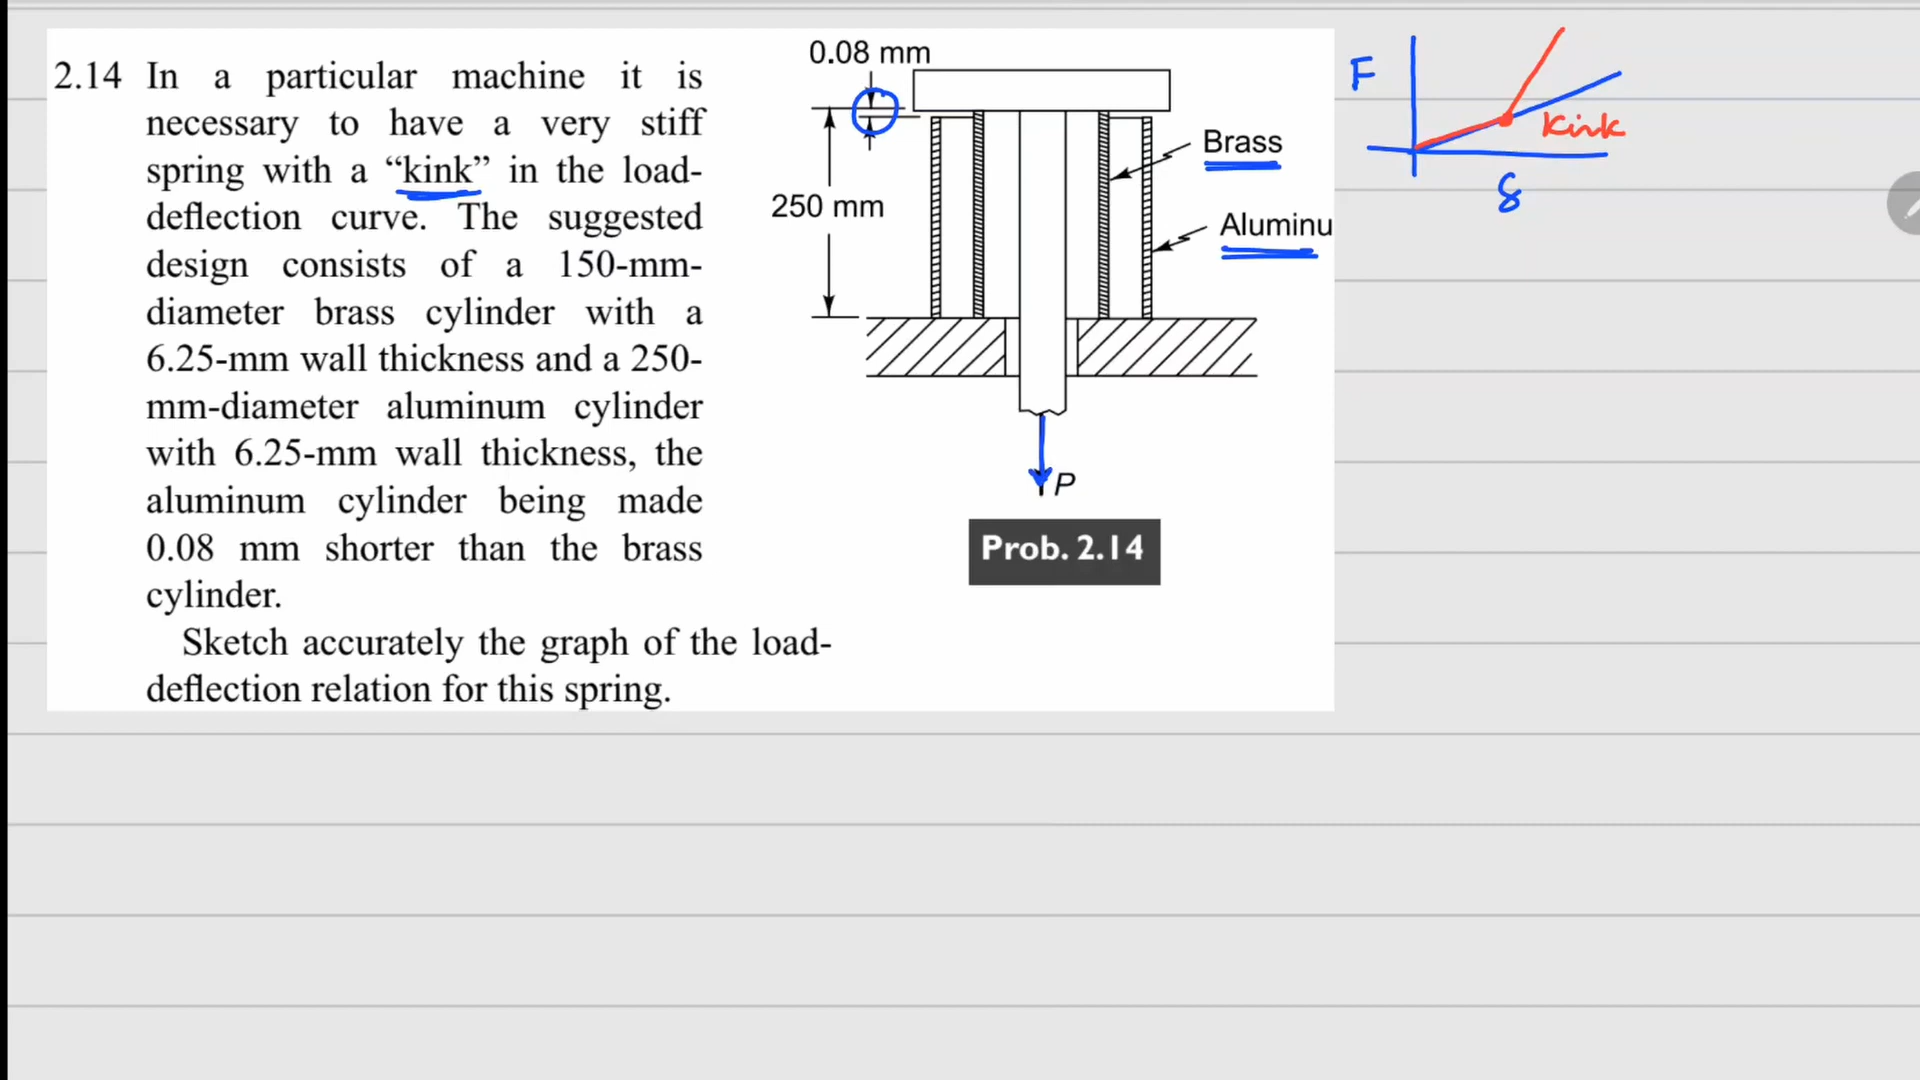 2.14 In a particular machine it is
necessary to have a very stiff
spring with a “kink” in the load-
deflection curve. The suggested
design consists of a 150-mm-
diameter brass cylinder with a
6.25-mm wall thickness and a 250-
mm-diameter aluminum cylinder
with 6.25-mm wall thickness, the
aluminum cylinder being made
0.08 mm shorter than the brass
cylinder.
Sketch accurately the graph of the load-
deflection relation for this spring.
0.08 mm
250 mm
Brass
Aluminu
P
Prob. 2.14
F
kink
δ